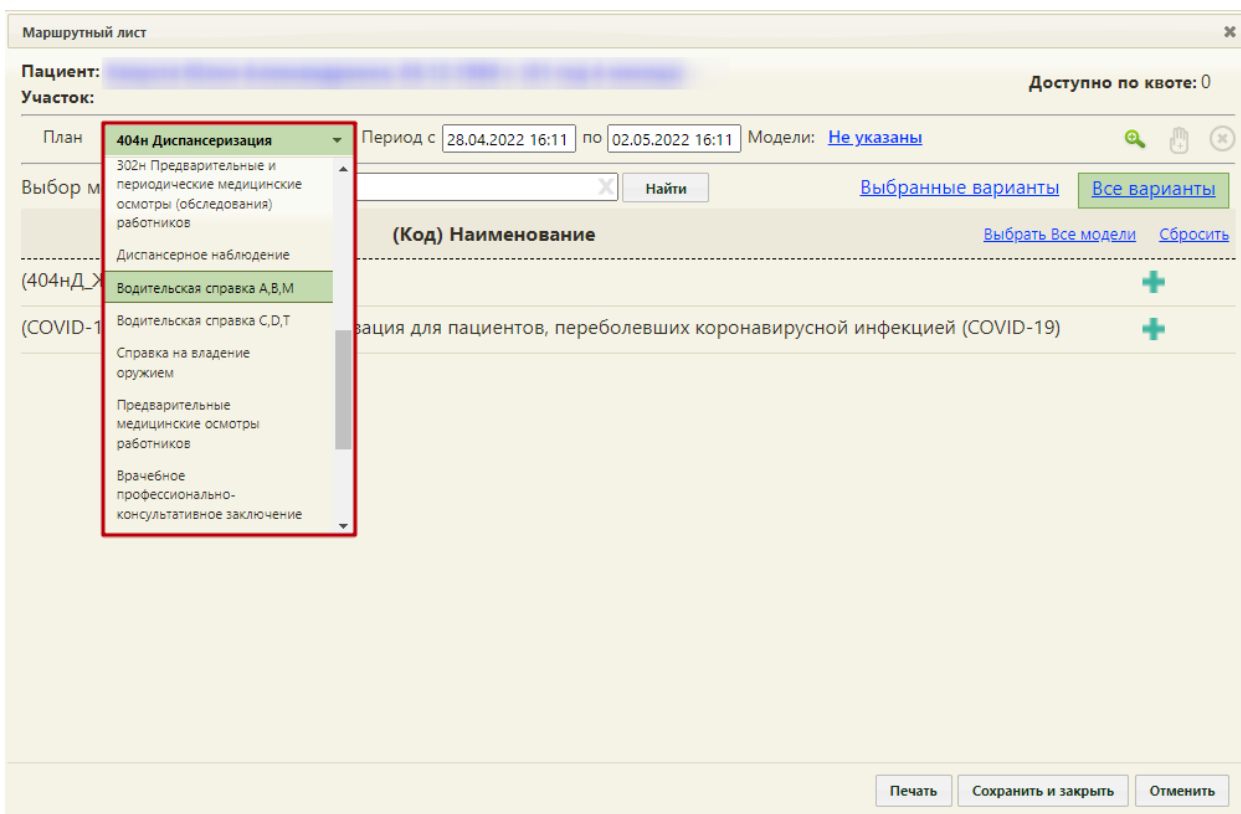 Маршрутный лист
Пациент:
Участок:
Доступно по квоте: 0
План 404н Диспансеризация Период с 28.04.2022 16:11 по 02.05.2022 16:11 Модели: Не указаны
302н Предварительные и
периодические медицинские
осмотры (обследования)
работников
Диспансерное наблюдение
Водительская справка А,В,М
Водительская справка C,D,T
Справка на владение
оружием
Предварительные
медицинские осмотры
работников
Врачебное
профессионально-
консультативное заключение
Выбор м X Найти Выбранные варианты Все варианты
(Код) Наименование Выбрать Все модели Сбросить
(404нД_Ж
(COVID-1 зация для пациентов, переболевших коронавирусной инфекцией (COVID-19)
Печать Сохранить и закрыть Отменить